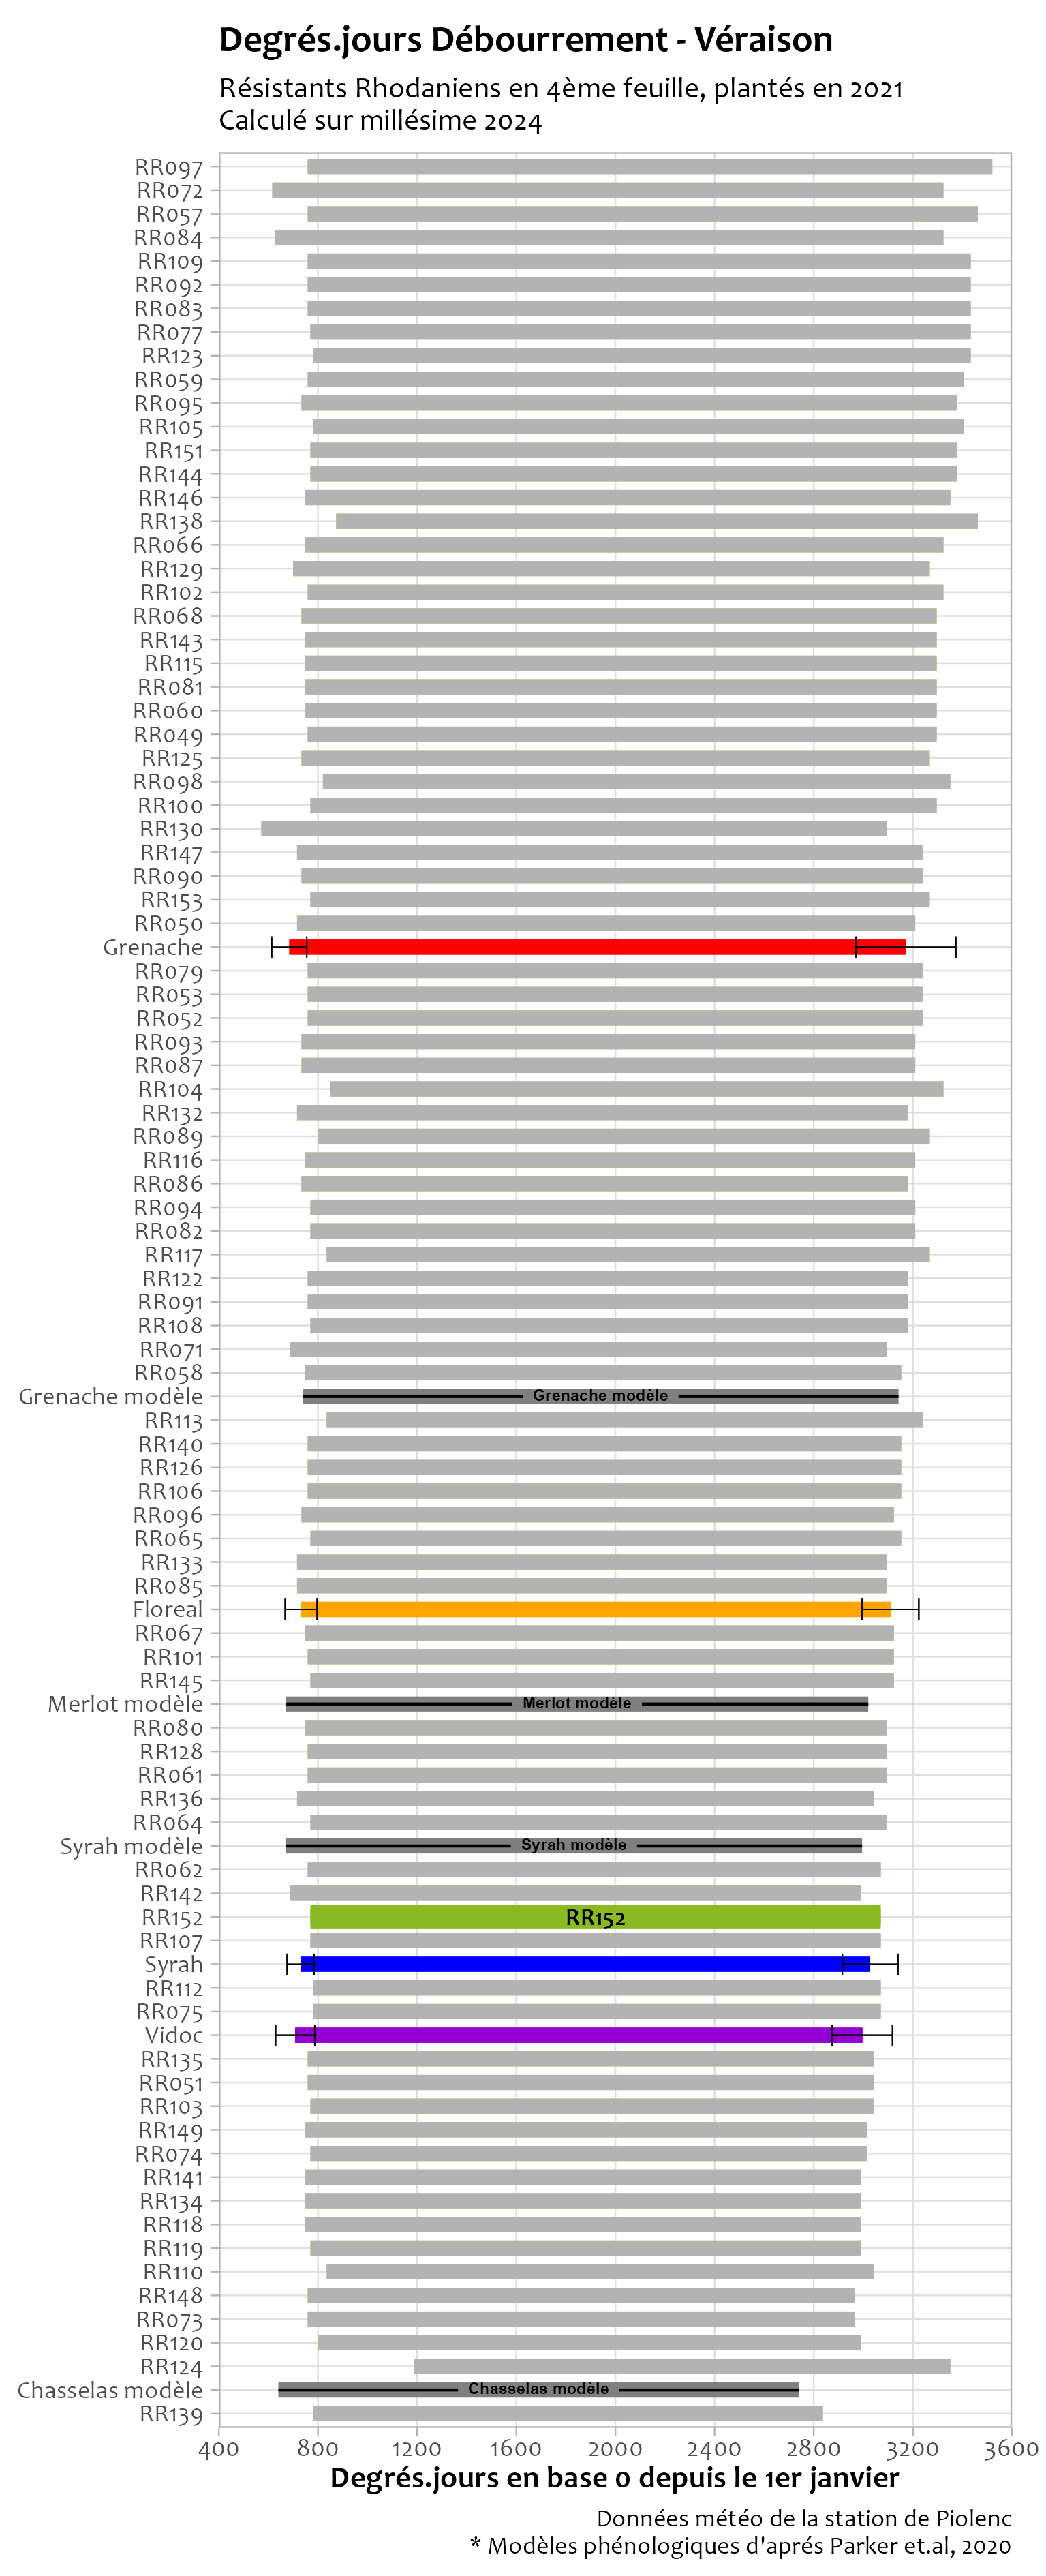 Degrés.jours Débourrement - Véraison
Résistants Rhodaniens en 4ème feuille, plantés en 2021
Calculé sur millésime 2024
RR097
RR072
RR057
RR084
RR109
RR092
RR083
RR077
RR123
RR059
RR095
RR105
RR151
RR144
RR146
RR138
RR066
RR129
RR102
RR068
RR143
RR115
RR081
RR060
RR049
RR125
RR098
RR100
RR130
RR147
RR090
RR153
RR050
Grenache
RR079
RR053
RR052
RR093
RR087
RR104
RR132
RR089
RR116
RR086
RR094
RR082
RR117
RR122
RR091
RR108
RR071
RR058
Grenache modèle Grenache modèle
RR113
RR140
RR126
RR106
RR096
RR065
RR133
RR085
Floreal
RR067
RR101
RR145
Merlot modèle Merlot modèle
RR080
RR128
RR061
RR136
RR064
Syrah modèle Syrah modèle
RR062
RR142
RR152 RR152
RR107
Syrah
RR112
RR075
Vidoc
RR135
RR051
RR103
RR149
RR074
RR141
RR134
RR118
RR119
RR110
RR148
RR073
RR120
RR124
Chasselas modèle Chasselas modèle
RR139
400 800 1200 1600 2000 2400 2800 3200 3600
Degrés.jours en base 0 depuis le 1er janvier
Données météo de la station de Piolenc
* Modèles phénologiques d'aprés Parker et.al, 2020